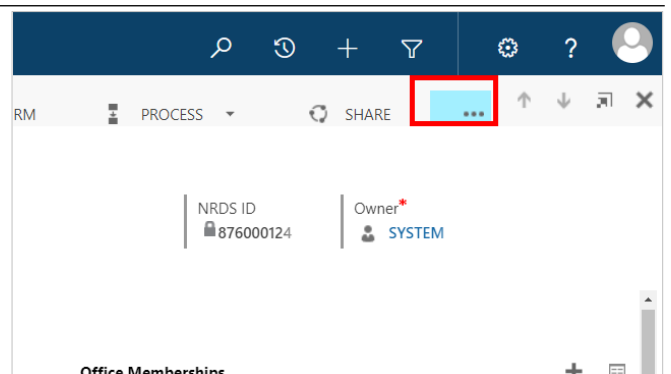 ?
RM PROCESS SHARE ...
NRDS ID Owner*
876000124 SYSTEM
Office Memberships